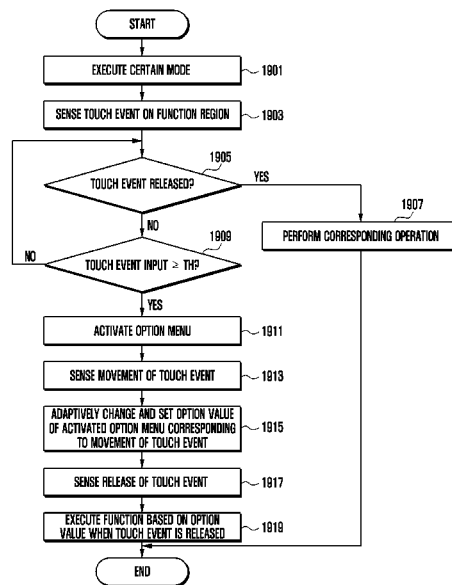 START
EXECUTE CERTAIN MODE
1901
SENSE TOUCH EVENT ON FUNCTION REGION
1903
1905
TOUCH EVENT RELEASED?
YES
NO
1907
PERFORM CORRESPONDING OPERATION
1909
TOUCH EVENT INPUT ≥ TH?
NO
YES
ACTIVATE OPTION MENU
1911
SENSE MOVEMENT OF TOUCH EVENT
1913
ADAPTIVELY CHANGE AND SET OPTION VALUE
OF ACTIVATED OPTION MENU CORRESPONDING
TO MOVEMENT OF TOUCH EVENT
1915
SENSE RELEASE OF TOUCH EVENT
1917
EXECUTE FUNCTION BASED ON OPTION
VALUE WHEN TOUCH EVENT IS RELEASED
1919
END